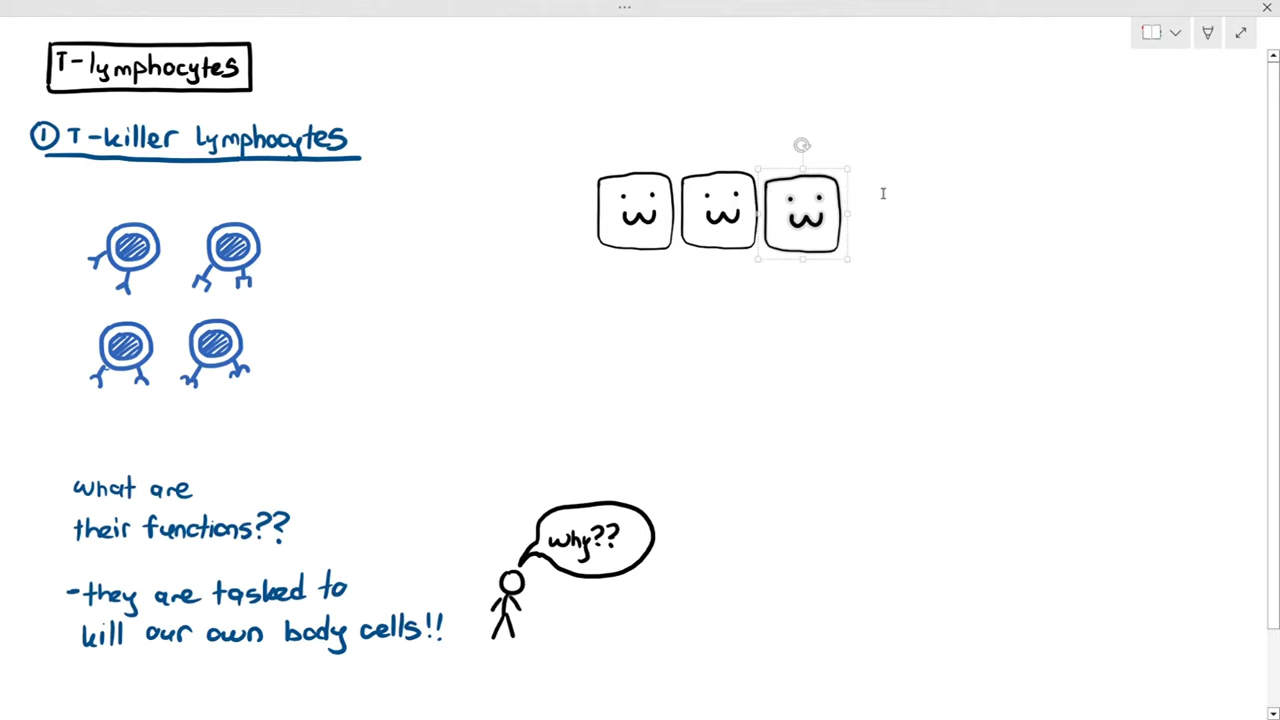 T-lymphocytes
① T-killer lymphocytes
what are
their functions??
-they are tasked to
kill our own body cells!!
why??